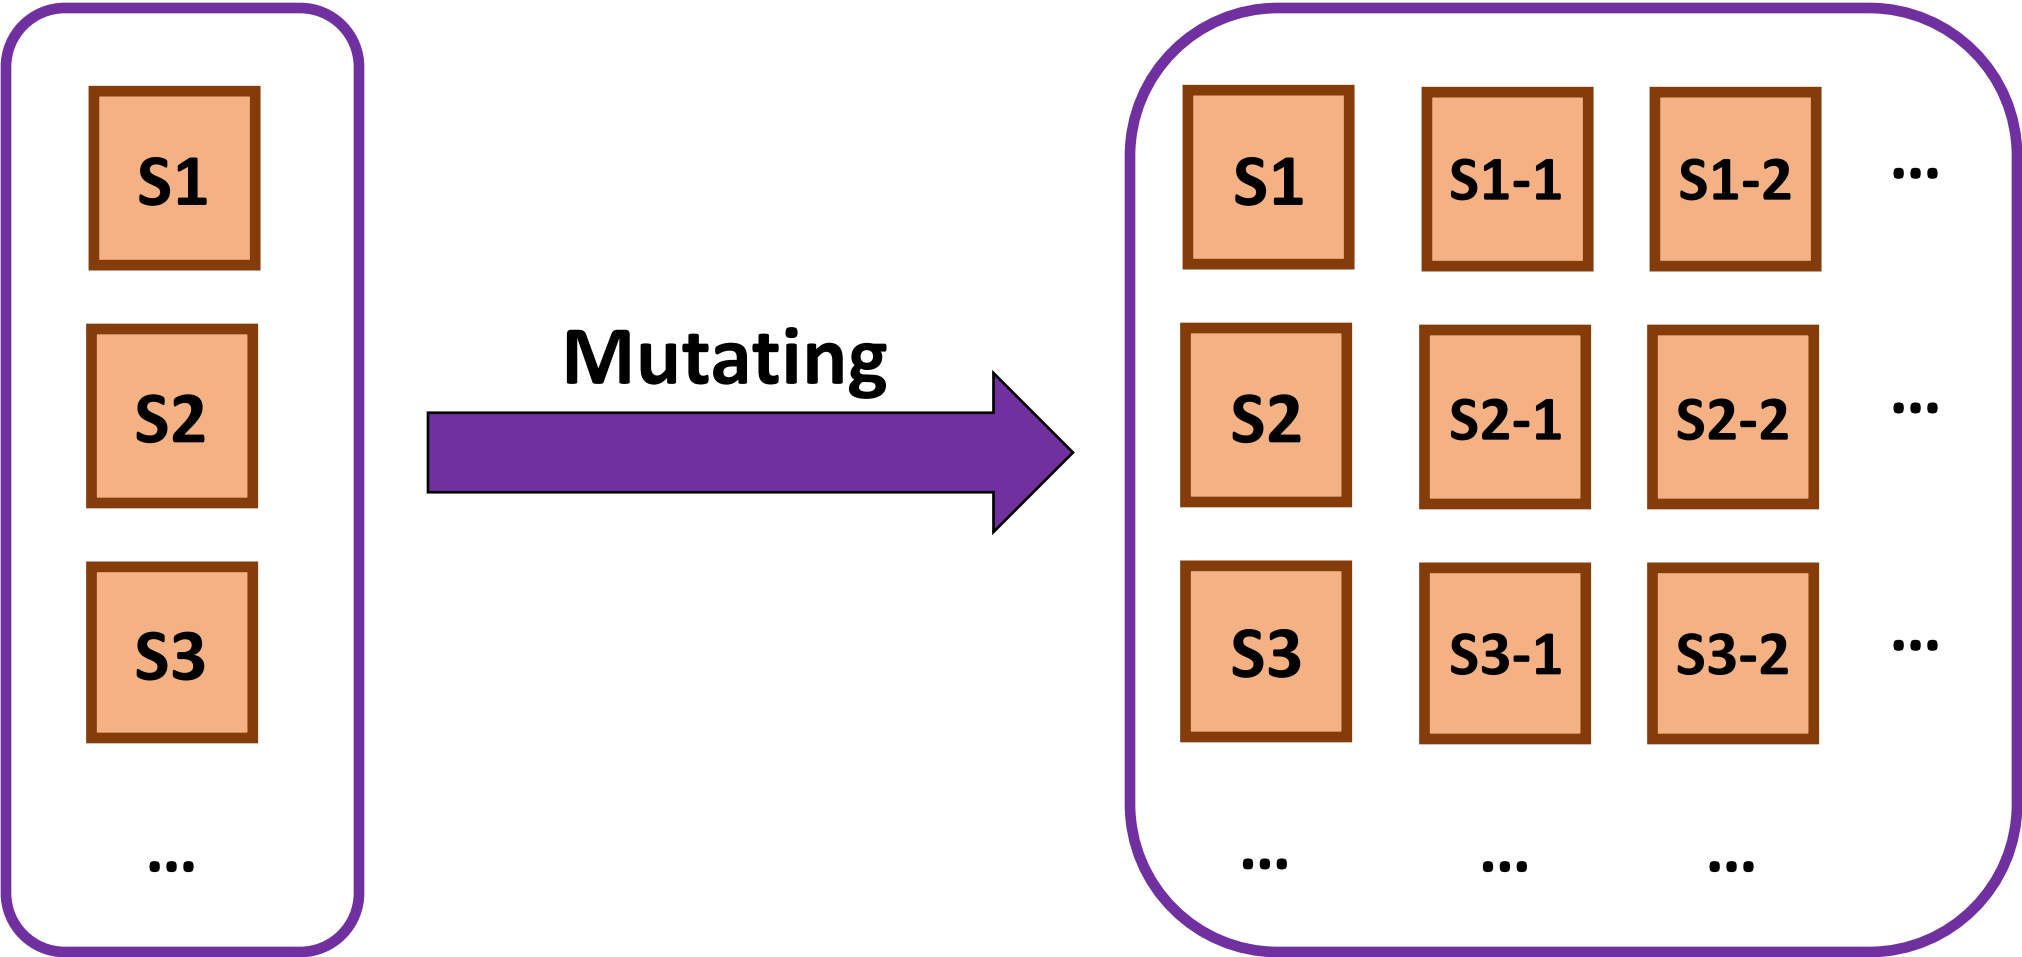 S1
S2
S3
...
Mutating
S1 S1-1 S1-2 ...
S2 S2-1 S2-2 ...
S3 S3-1 S3-2 ...
... ... ...